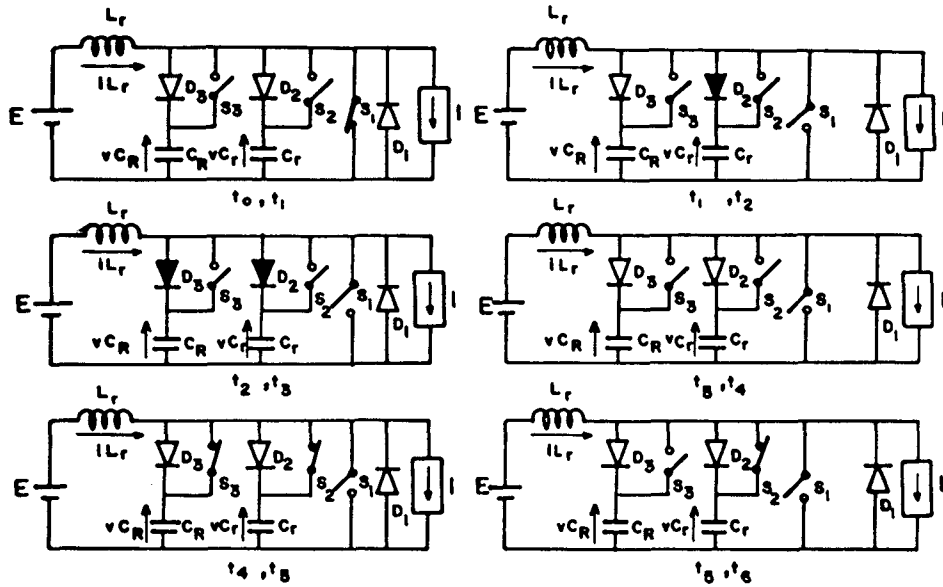 Lr
iLr
E
D3
S3
D2
S2
S1
D1
I
vCR
CR
vCr
Cr
t0 , t1
Lr
iLr
E
D3
S3
D2
S2
S1
D1
I
vCR
CR
vCr
Cr
t1 , t2
Lr
iLr
E
D3
S3
D2
S2
S1
D1
I
vCR
CR
vCr
Cr
t2 , t3
Lr
iLr
E
D3
S3
D2
S2
S1
D1
I
vCR
CR
vCr
Cr
t5 , t4
Lr
iLr
E
D3
S3
D2
S2
S1
D1
I
vCR
CR
vCr
Cr
t4 , t5
Lr
iLr
E
D3
S3
D2
S2
S1
D1
I
vCR
CR
vCr
Cr
t5 , t6